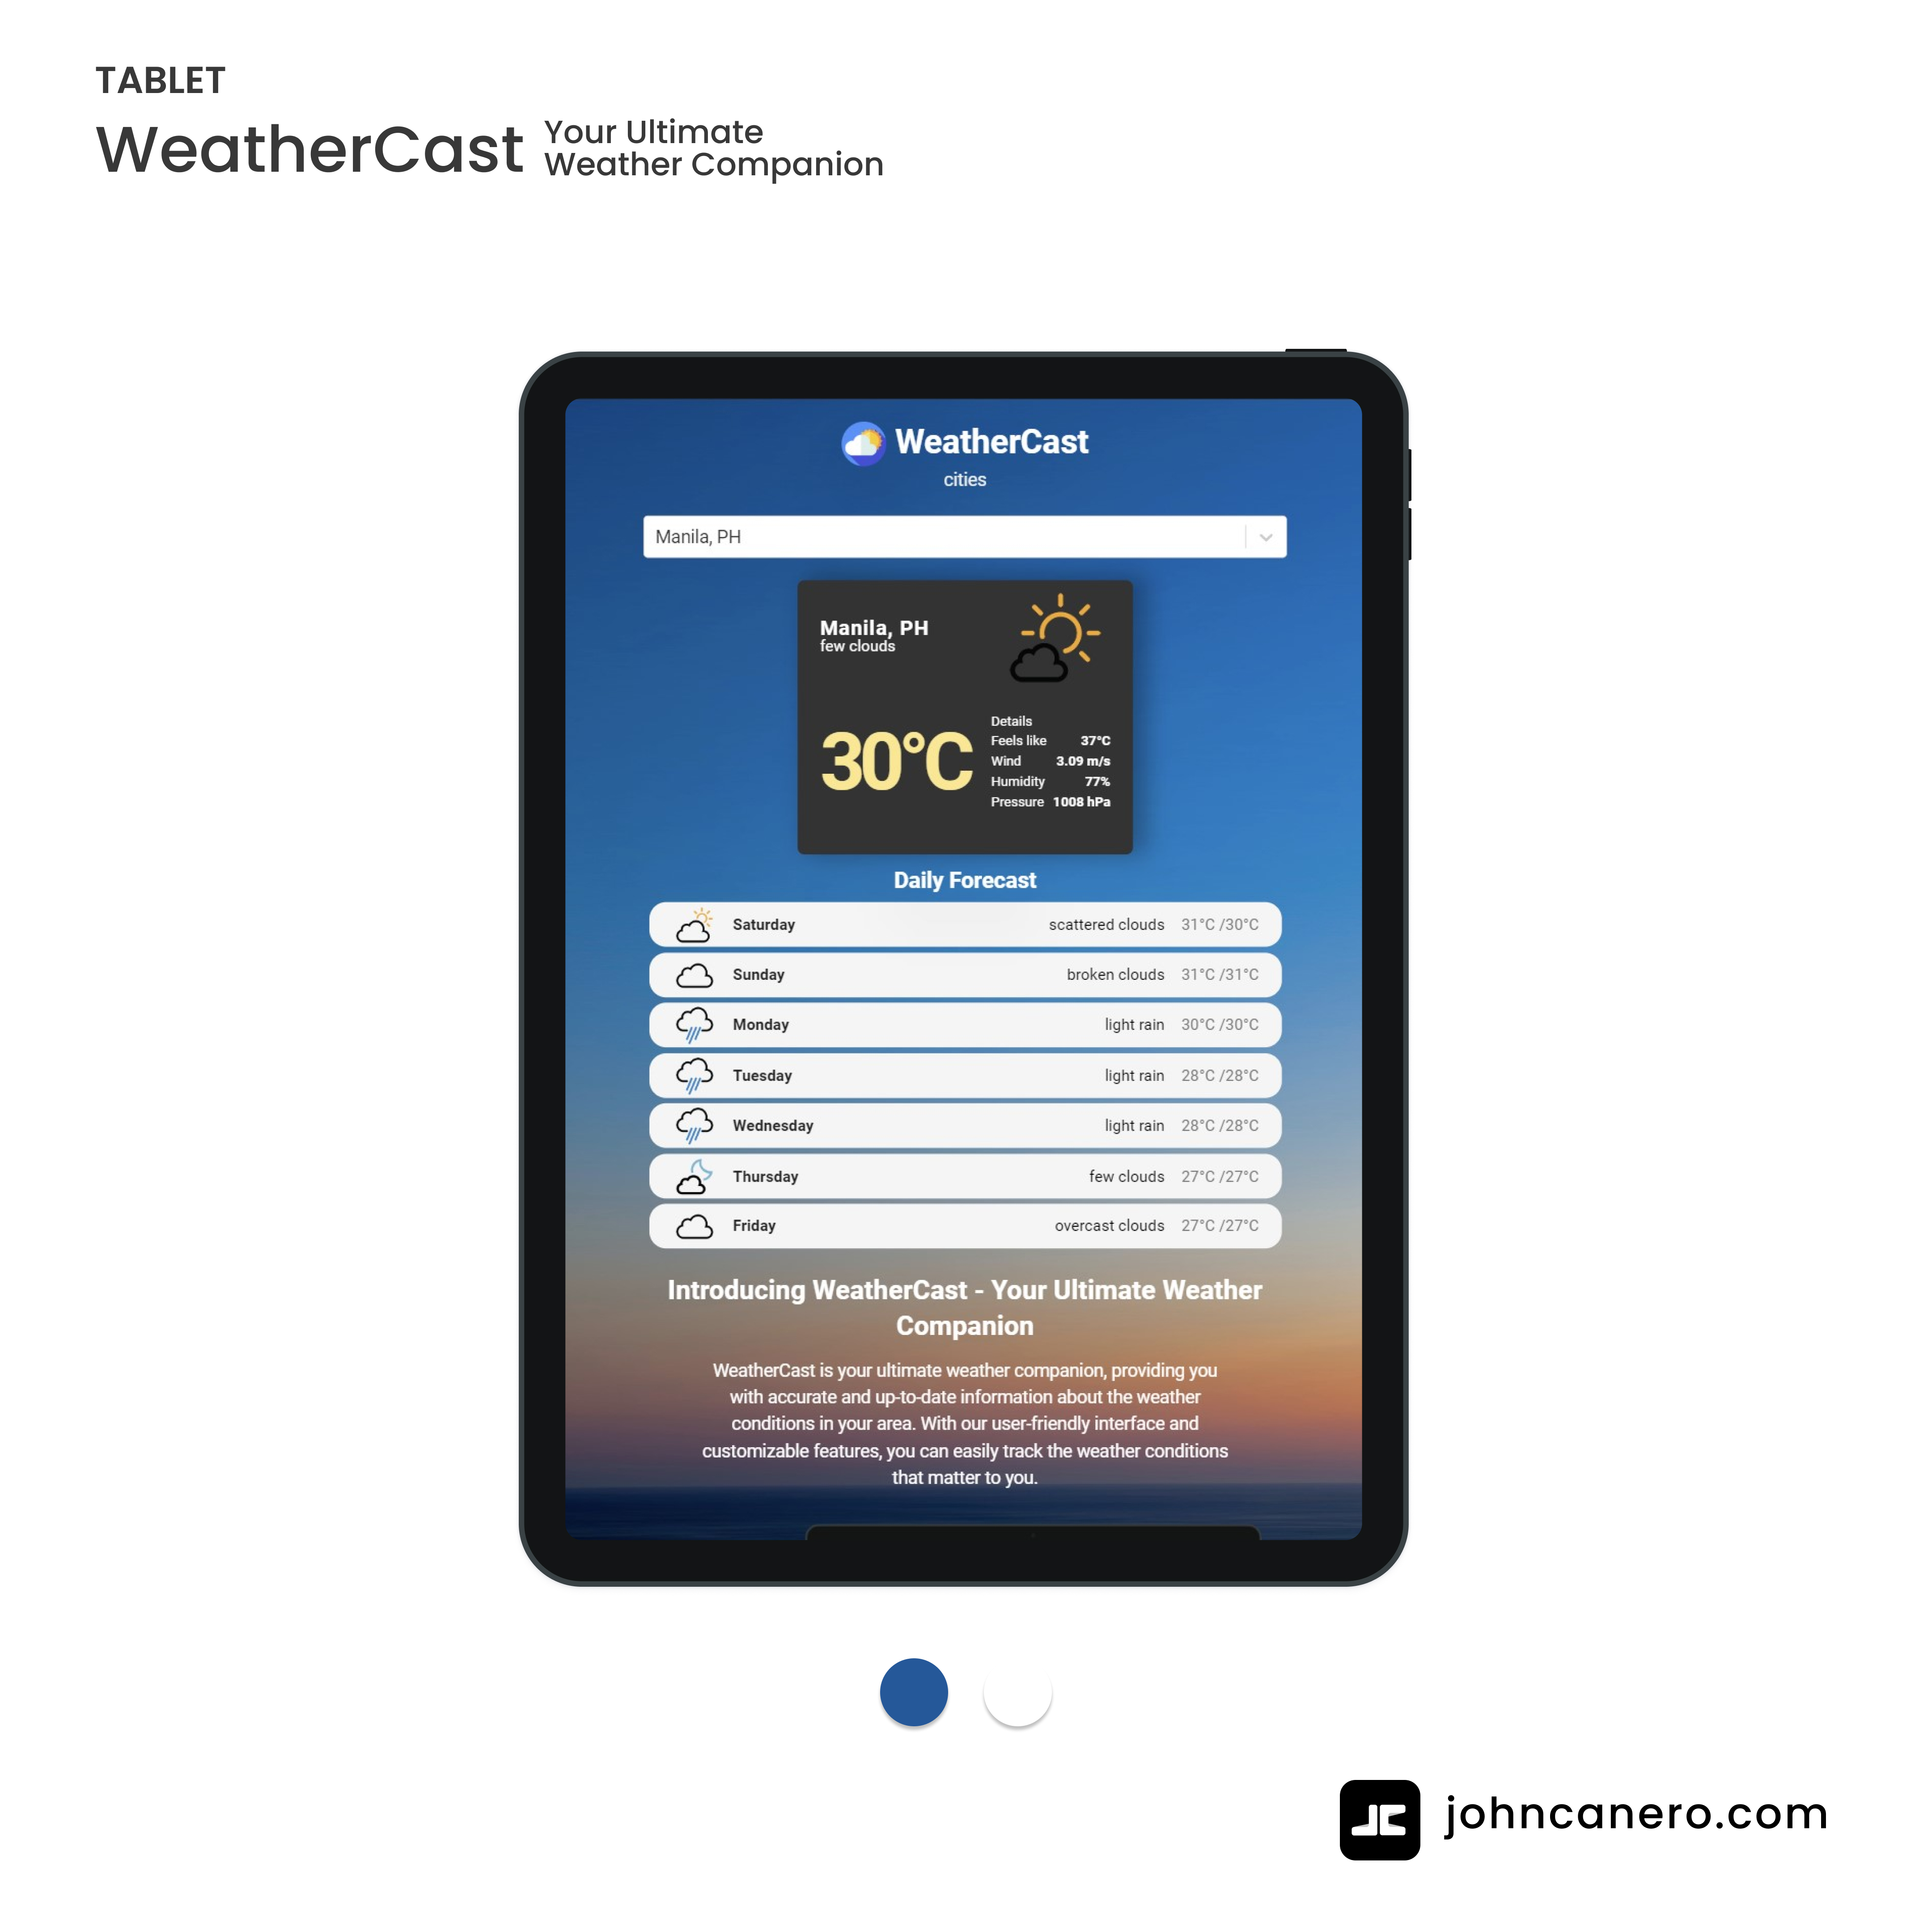 TABLET
WeatherCast
Your Ultimate
Weather Companion
WeatherCast
cities
Manila, PH
Manila, PH
few clouds
30°C
Details
Feels like 37°C
Wind 3.09 m/s
Humidity 77%
Pressure 1008 hPa
Daily Forecast
Saturday scattered clouds 31°C /30°C
Sunday broken clouds 31°C /31°C
Monday light rain 30°C /30°C
Tuesday light rain 28°C /28°C
Wednesday light rain 28°C /28°C
Thursday few clouds 27°C /27°C
Friday overcast clouds 27°C /27°C
Introducing WeatherCast - Your Ultimate Weather
Companion
WeatherCast is your ultimate weather companion, providing you
with accurate and up-to-date information about the weather
conditions in your area. With our user-friendly interface and
customizable features, you can easily track the weather conditions
that matter to you.
JC
johncanero.com